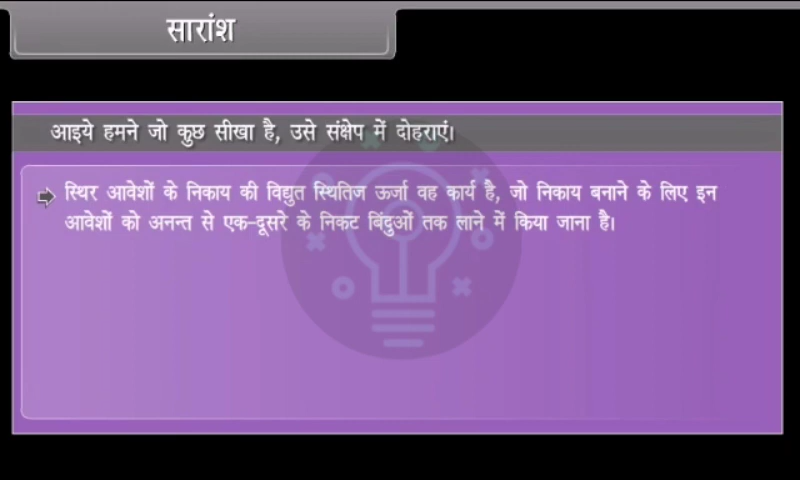 सारांश
आइये हमने जो कुछ सीखा है, उसे संक्षेप में दोहराएं।
स्थिर आवेशों के निकाय की विद्युत स्थितिज ऊर्जा वह कार्य है, जो निकाय बनाने के लिए इन
आवेशों को अनन्त से एक-दूसरे के निकट बिंदुओं तक लाने में किया जाना है।